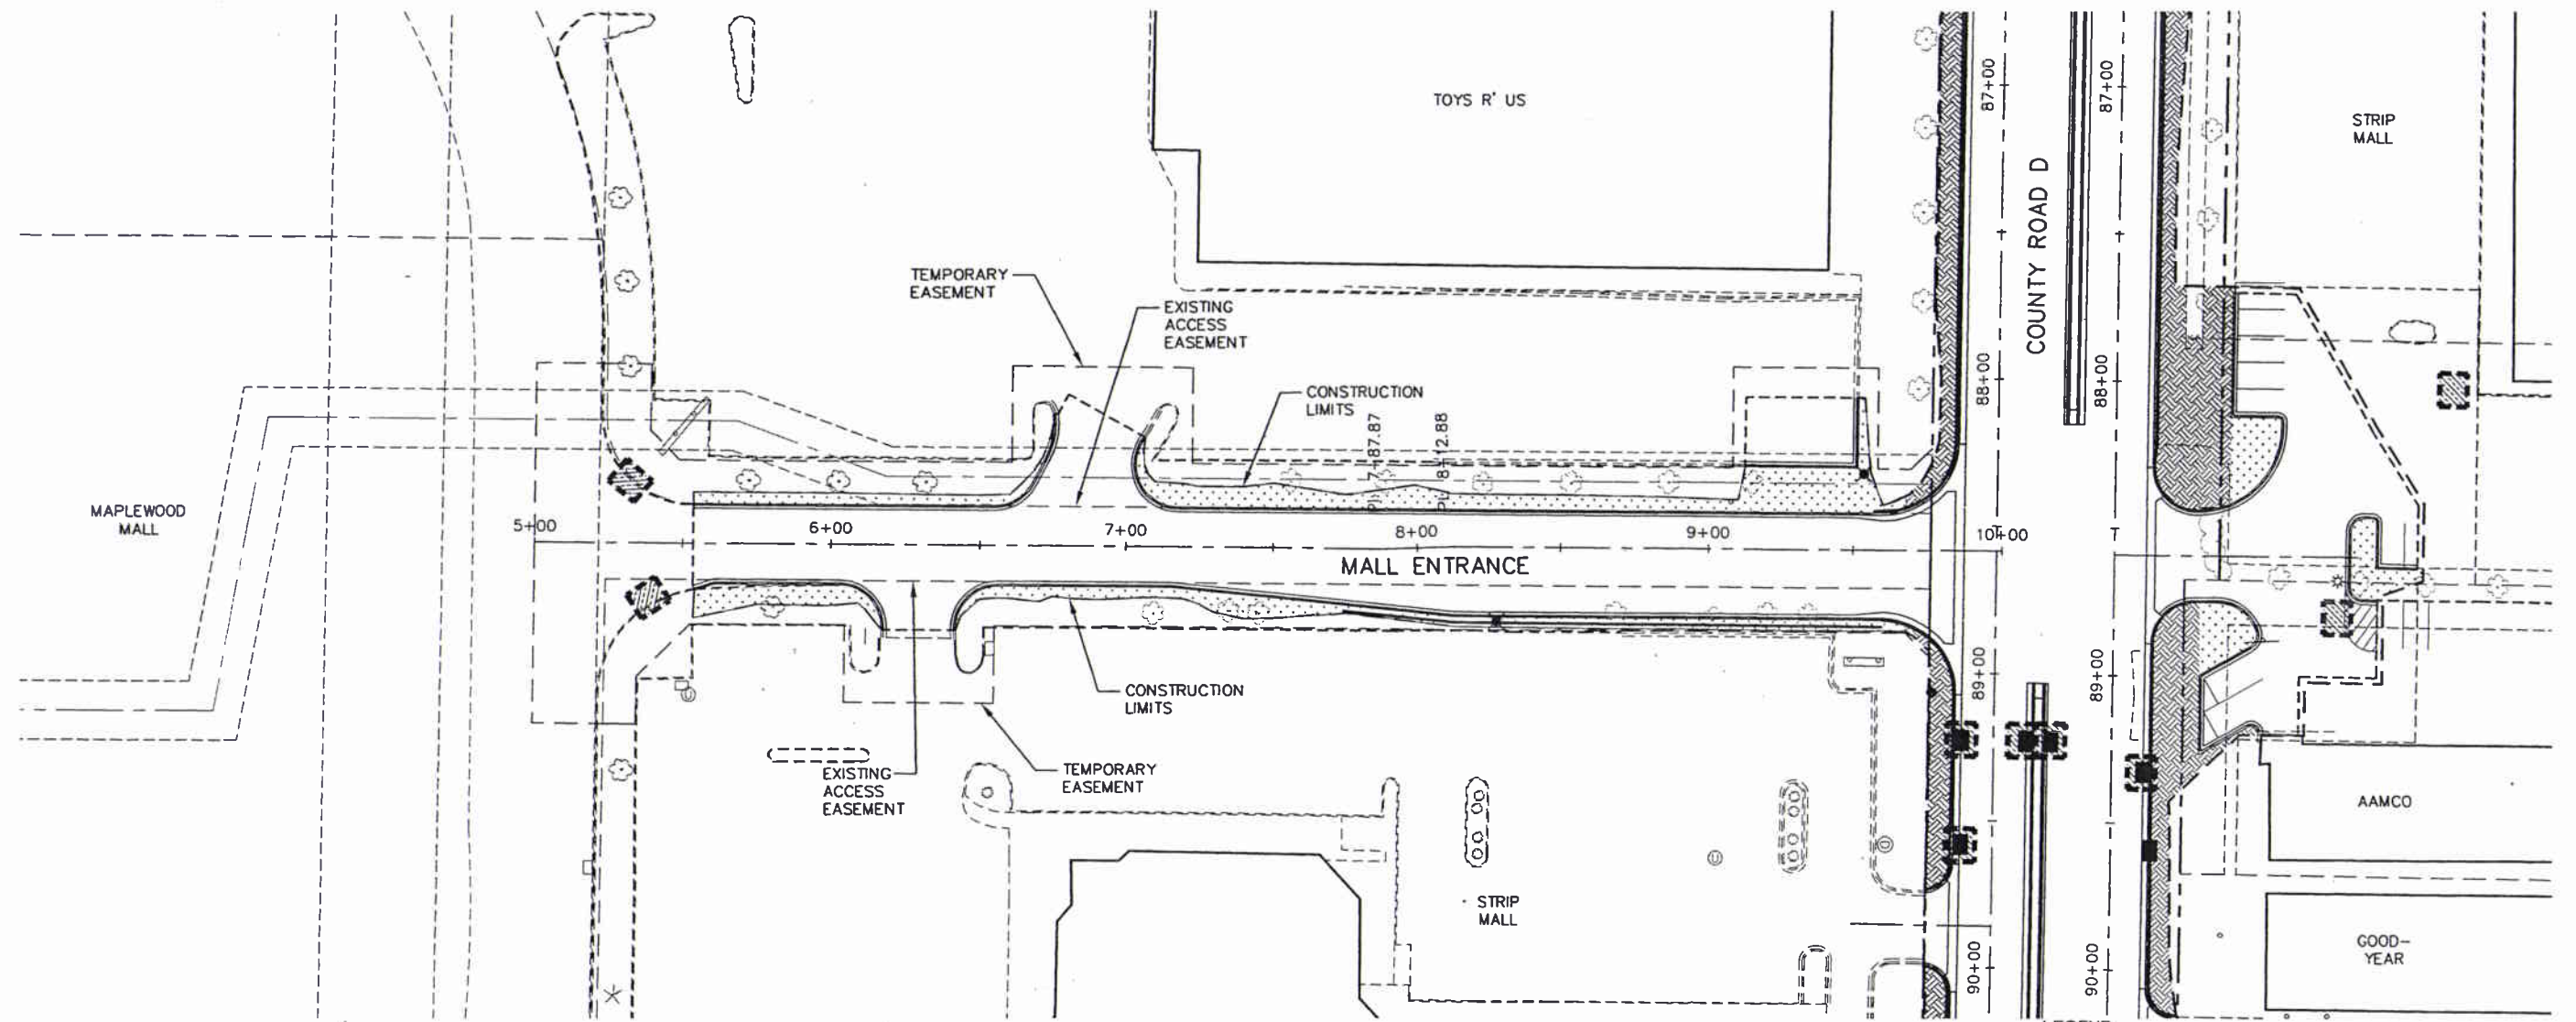 TOYS R' US
87+00
87+00
STRIP
MALL
COUNTY ROAD D
TEMPORARY
EASEMENT
EXISTING
ACCESS
EASEMENT
CONSTRUCTION
LIMITS
88+00
88+00
MAPLEWOOD
MALL
5+00
6+00
7+00
8+00
9+00
10+00
MALL ENTRANCE
CONSTRUCTION
LIMITS
89+00
89+00
EXISTING
ACCESS
EASEMENT
TEMPORARY
EASEMENT
AAMCO
STRIP
MALL
GOOD-
YEAR
90+00
90+00